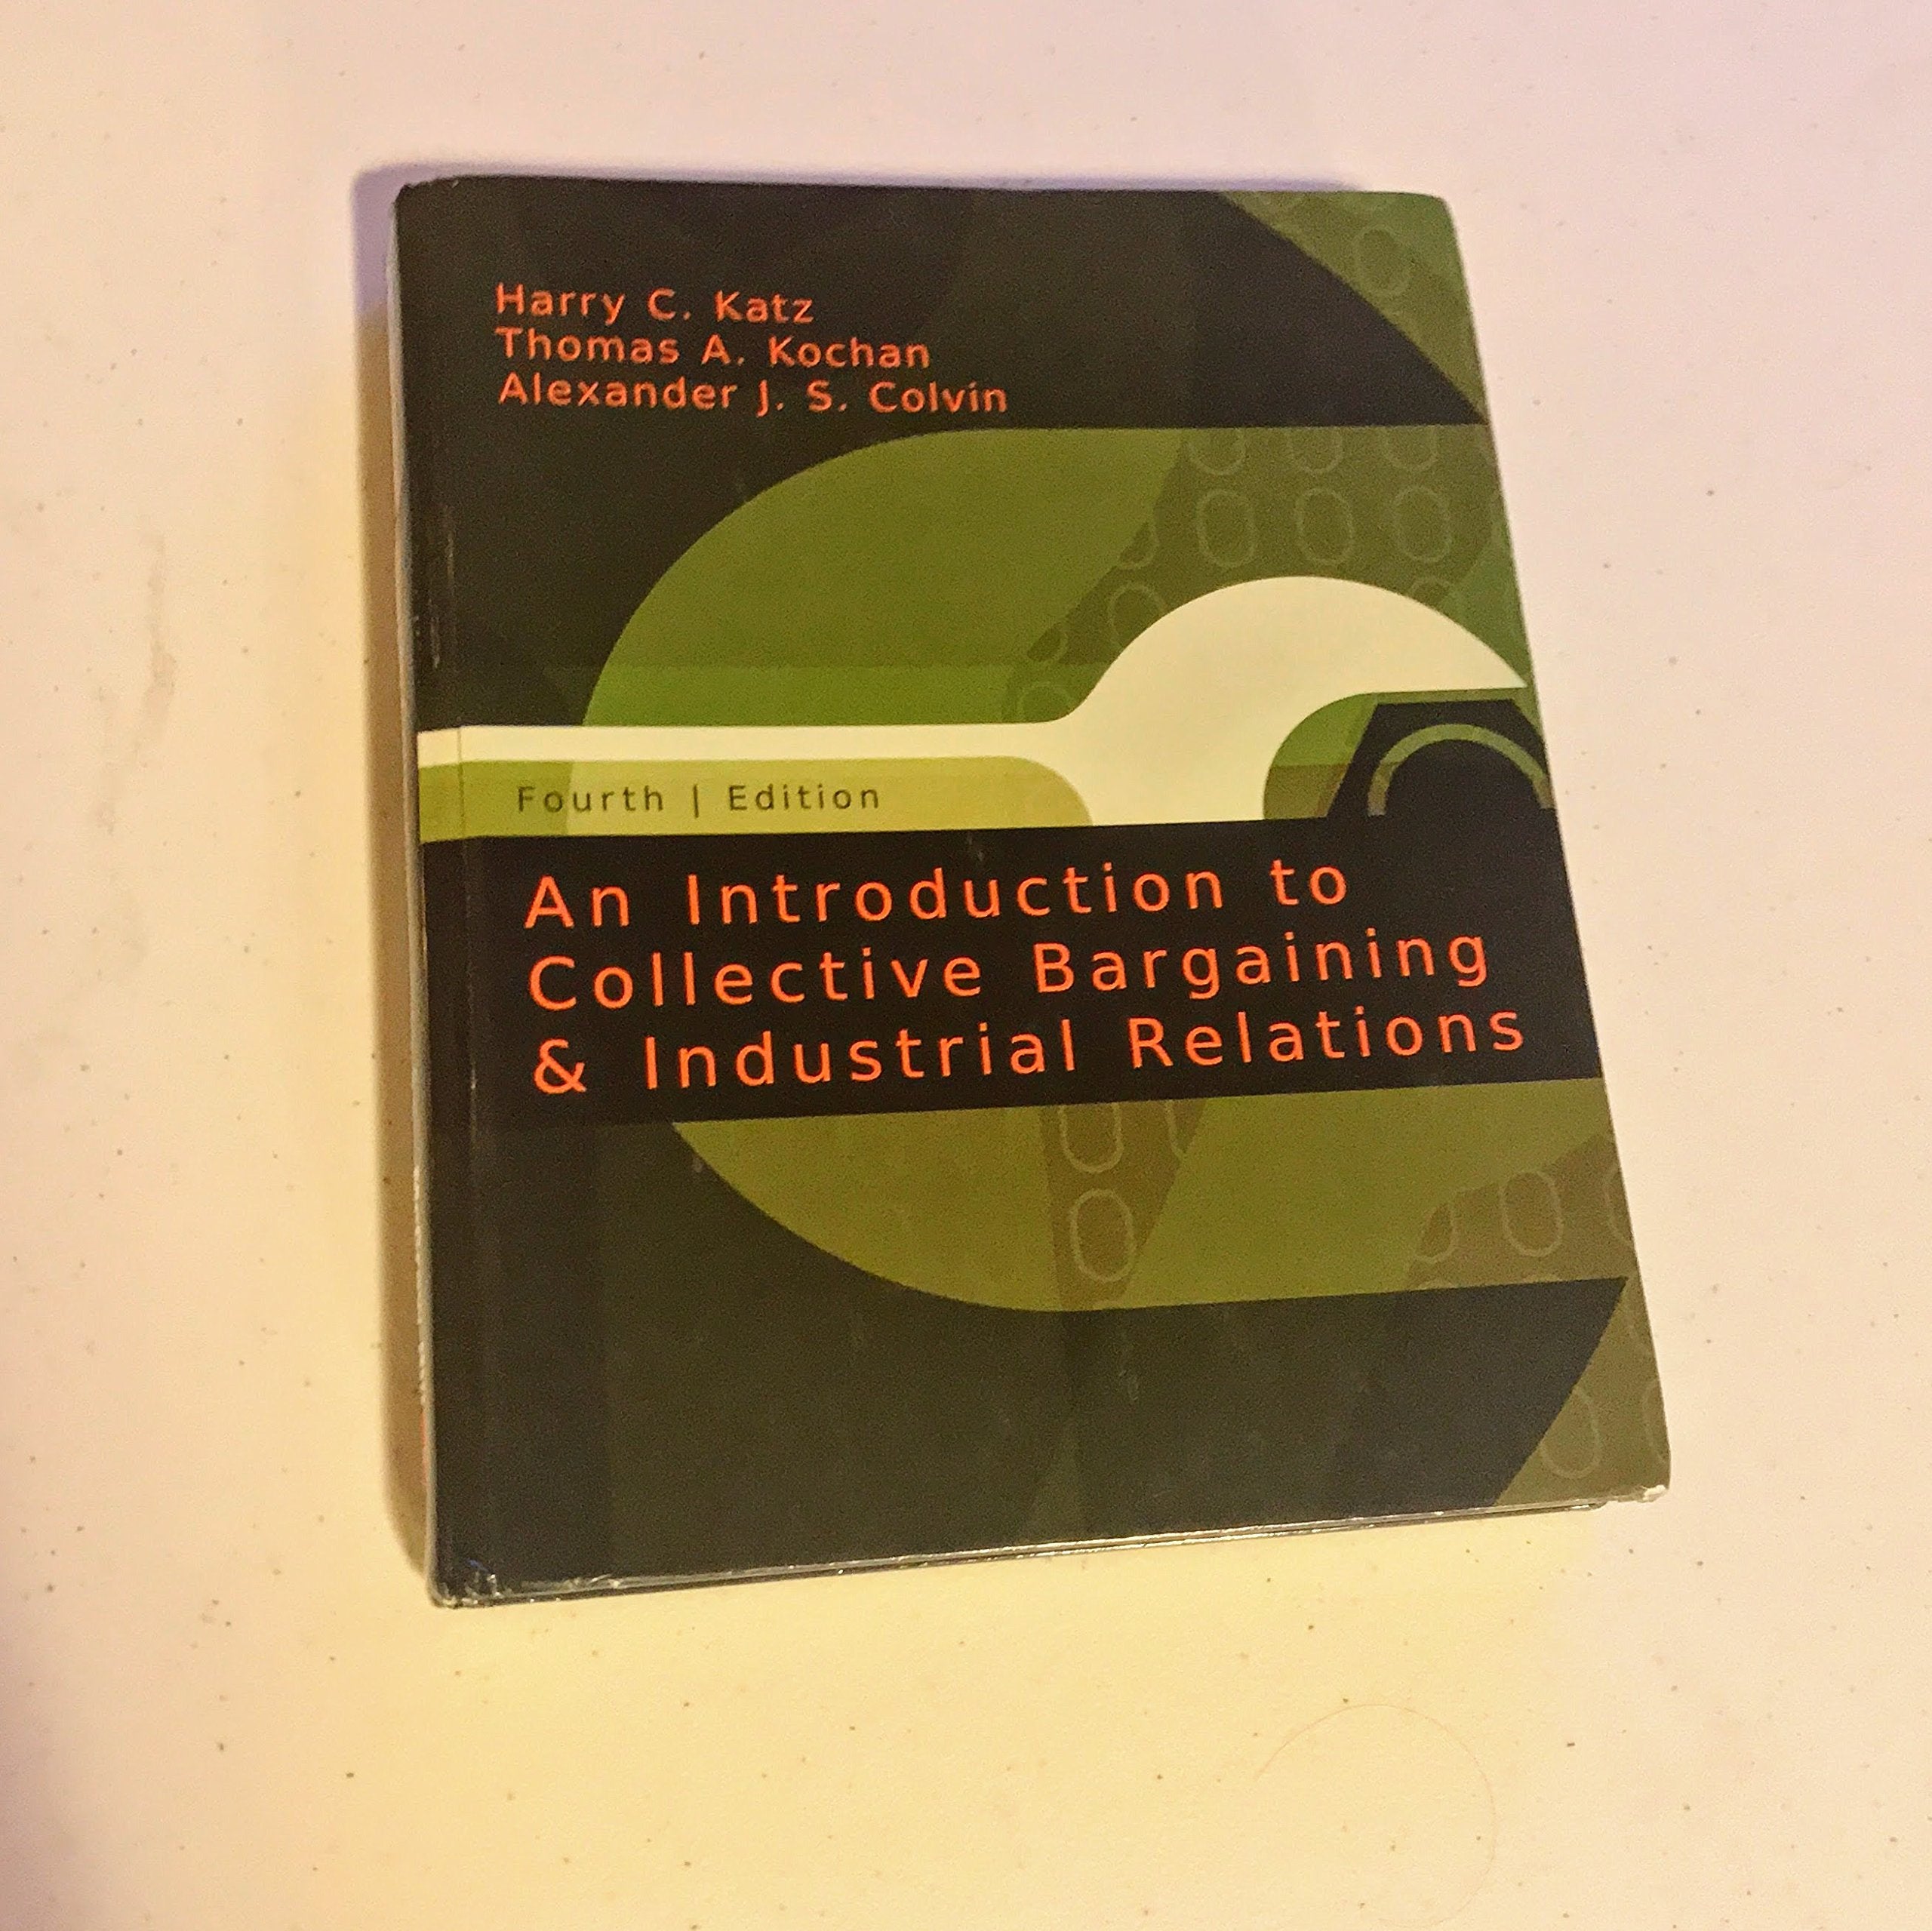 Harry C. Katz
Thomas A. Kochan
Alexander J. S. Colvin
Fourth | Edition
An Introduction to
Collective Bargaining
& Industrial Relations